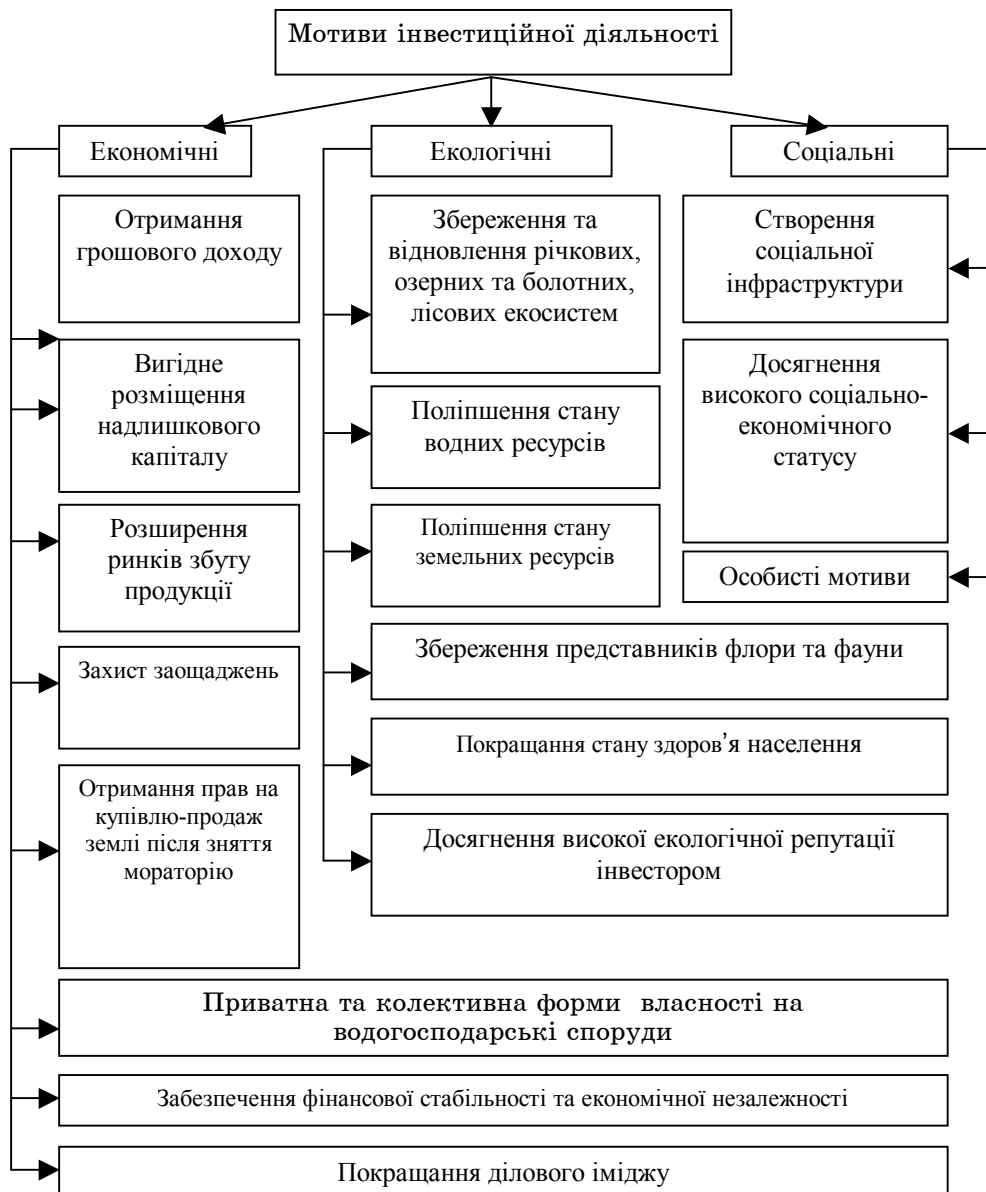 Мотиви інвестиційної діяльності
Економічні
Екологічні
Соціальні
Отримання
грошового доходу
Вигідне
розміщення
надлишкового
капіталу
Розширення
ринків збуту
продукції
Захист заощаджень
Отримання прав на
купівлю-продаж
землі після зняття
мораторію
Збереження та
відновлення річкових,
озерних та болотних,
лісових екосистем
Поліпшення стану
водних ресурсів
Поліпшення стану
земельних ресурсів
Збереження представників флори та фауни
Покращання стану здоров’я населення
Досягнення високої екологічної репутації
інвестором
Створення
соціальної
інфраструктури
Досягнення
високого соціально-
економічного
статусу
Особисті мотиви
Приватна та колективна форми власності на
водогосподарські споруди
Забезпечення фінансової стабільності та економічної незалежності
Покращання ділового іміджу